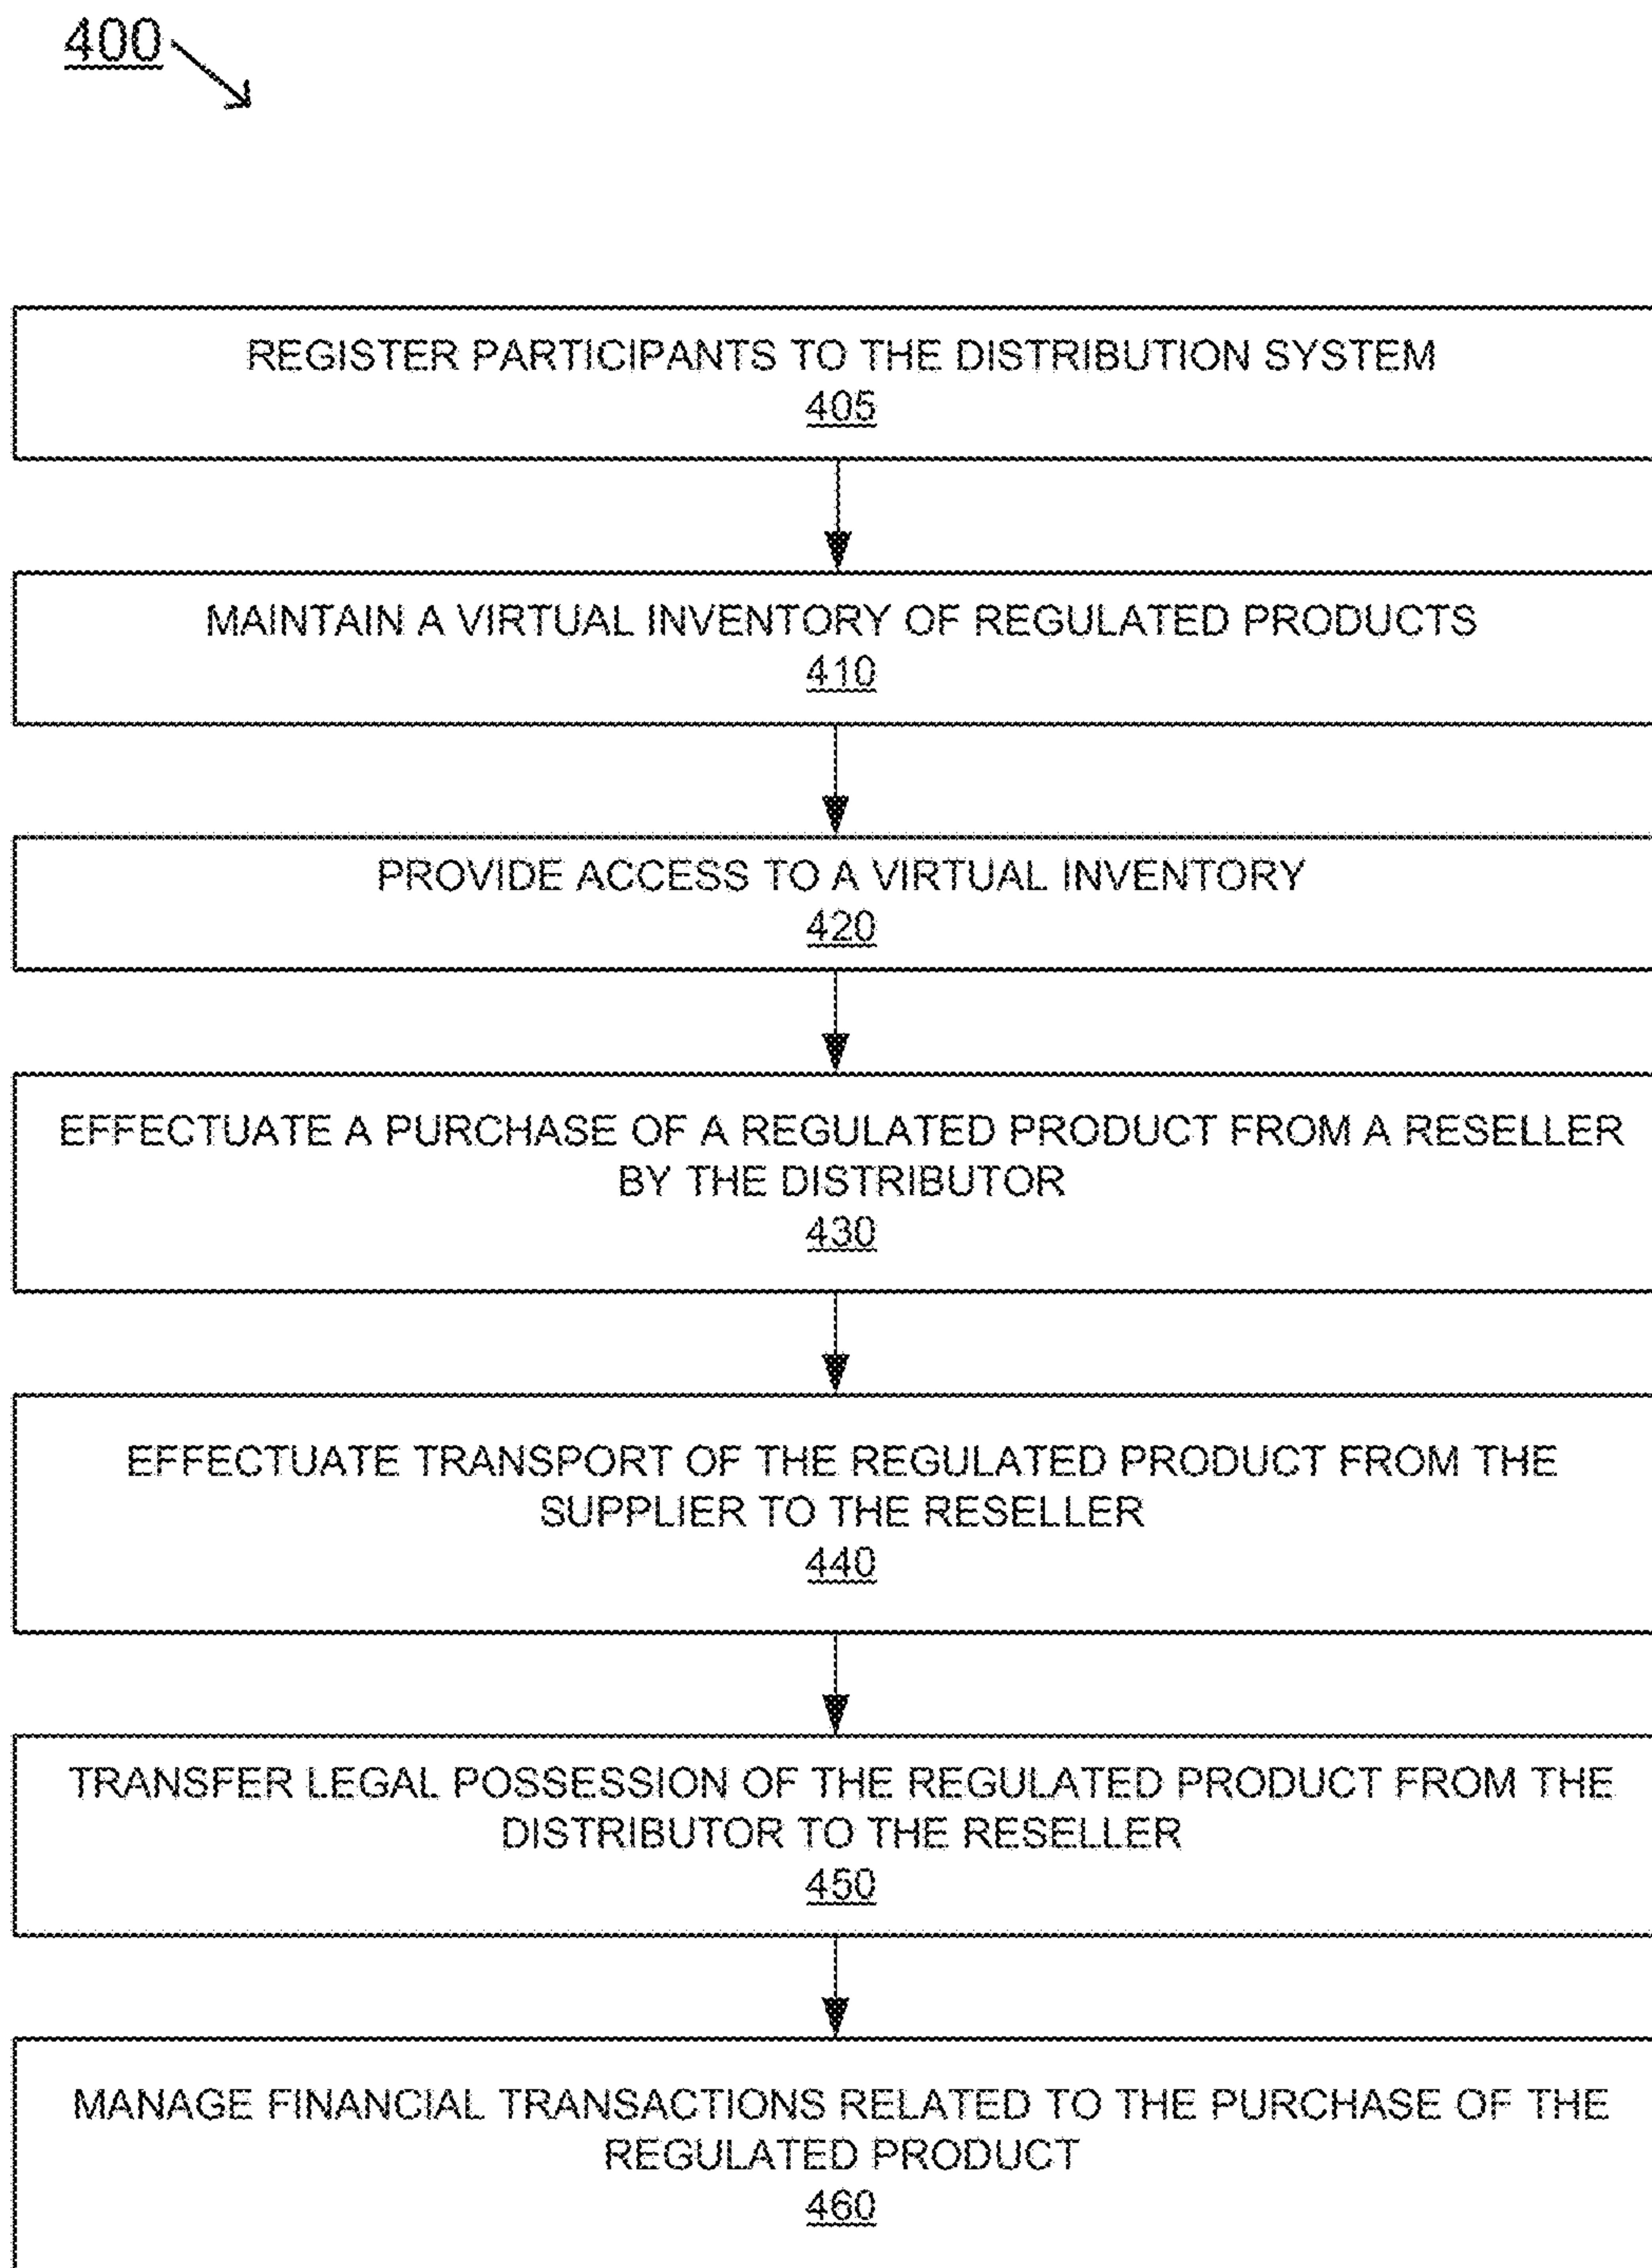 400
REGISTER PARTICIPANTS TO THE DISTRIBUTION SYSTEM
405
MAINTAIN A VIRTUAL INVENTORY OF REGULATED PRODUCTS
410
PROVIDE ACCESS TO A VIRTUAL INVENTORY
420
EFFECTUATE A PURCHASE OF A REGULATED PRODUCT FROM A RESELLER
BY THE DISTRIBUTOR
430
EFFECTUATE TRANSPORT OF THE REGULATED PRODUCT FROM THE
SUPPLIER TO THE RESELLER
440
TRANSFER LEGAL POSSESSION OF THE REGULATED PRODUCT FROM THE
DISTRIBUTOR TO THE RESELLER
450
MANAGE FINANCIAL TRANSACTIONS RELATED TO THE PURCHASE OF THE
REGULATED PRODUCT
460